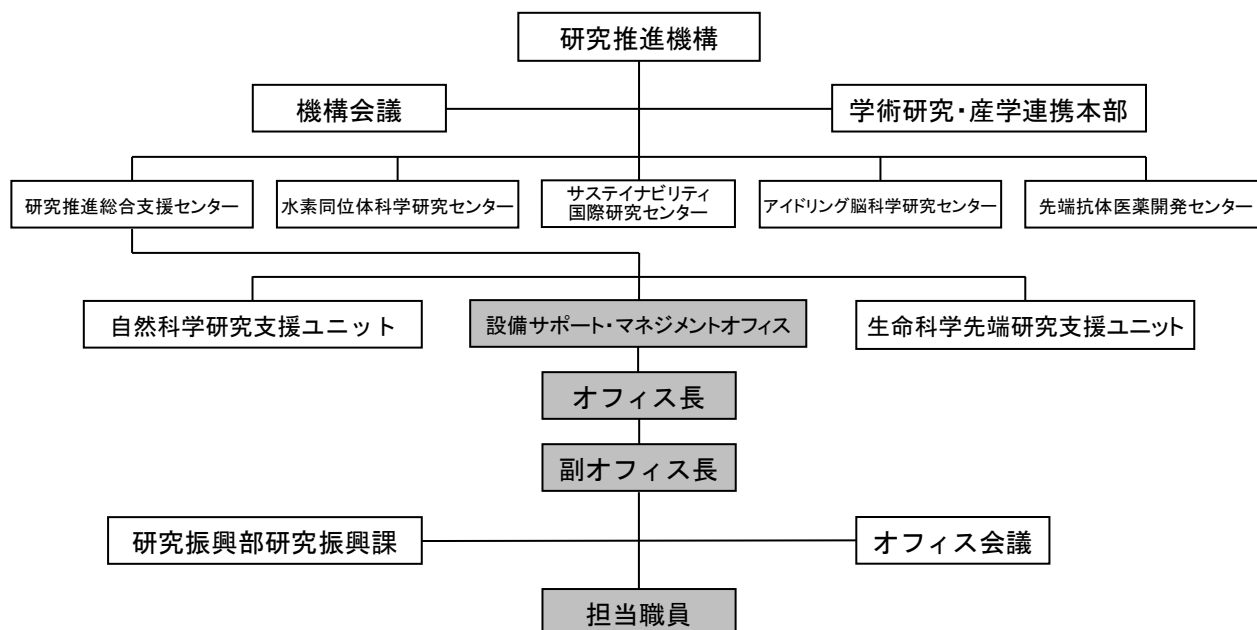 研究推進機構
機構会議
学術研究・産学連携本部
研究推進総合支援センター
水素同位体科学研究センター
サステイナビリティ
国際研究センター
アイドリング脳科学研究センター
先端抗体医薬開発センター
自然科学研究支援ユニット
設備サポート・マネジメントオフィス
生命科学先端研究支援ユニット
オフィス長
副オフィス長
研究振興部研究振興課
オフィス会議
担当職員